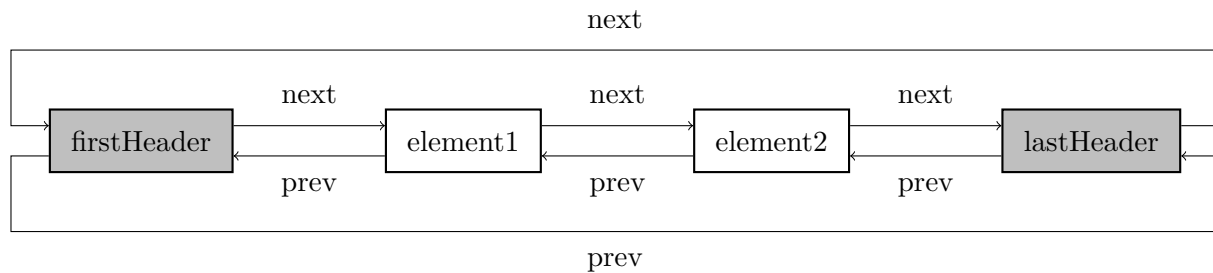 next
next next next
firstHeader element1 element2 lastHeader
prev prev prev
prev